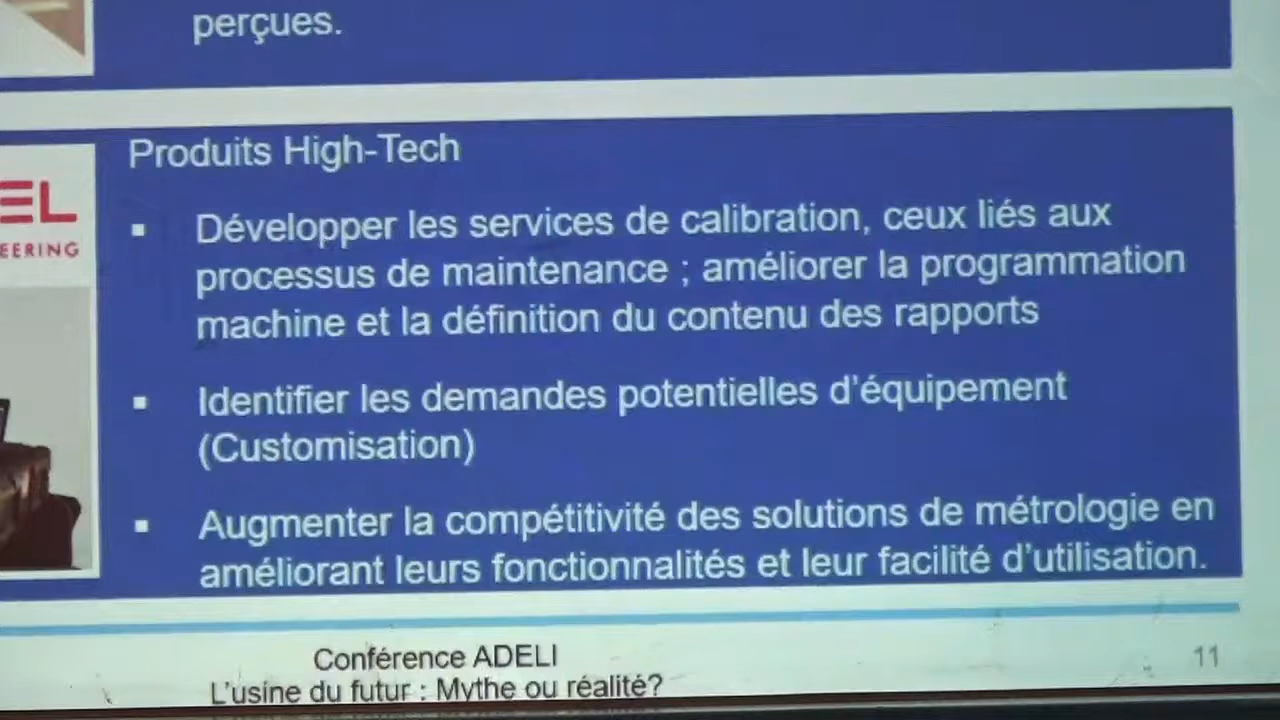 perçues.
Produits High-Tech
EL
EERING
▪ Développer les services de calibration, ceux liés aux
processus de maintenance ; améliorer la programmation
machine et la définition du contenu des rapports
▪ Identifier les demandes potentielles d'équipement
(Customisation)
▪ Augmenter la compétitivité des solutions de métrologie en
améliorant leurs fonctionnalités et leur facilité d'utilisation.
Conférence ADELI
L'usine du futur : Mythe ou réalité?
11